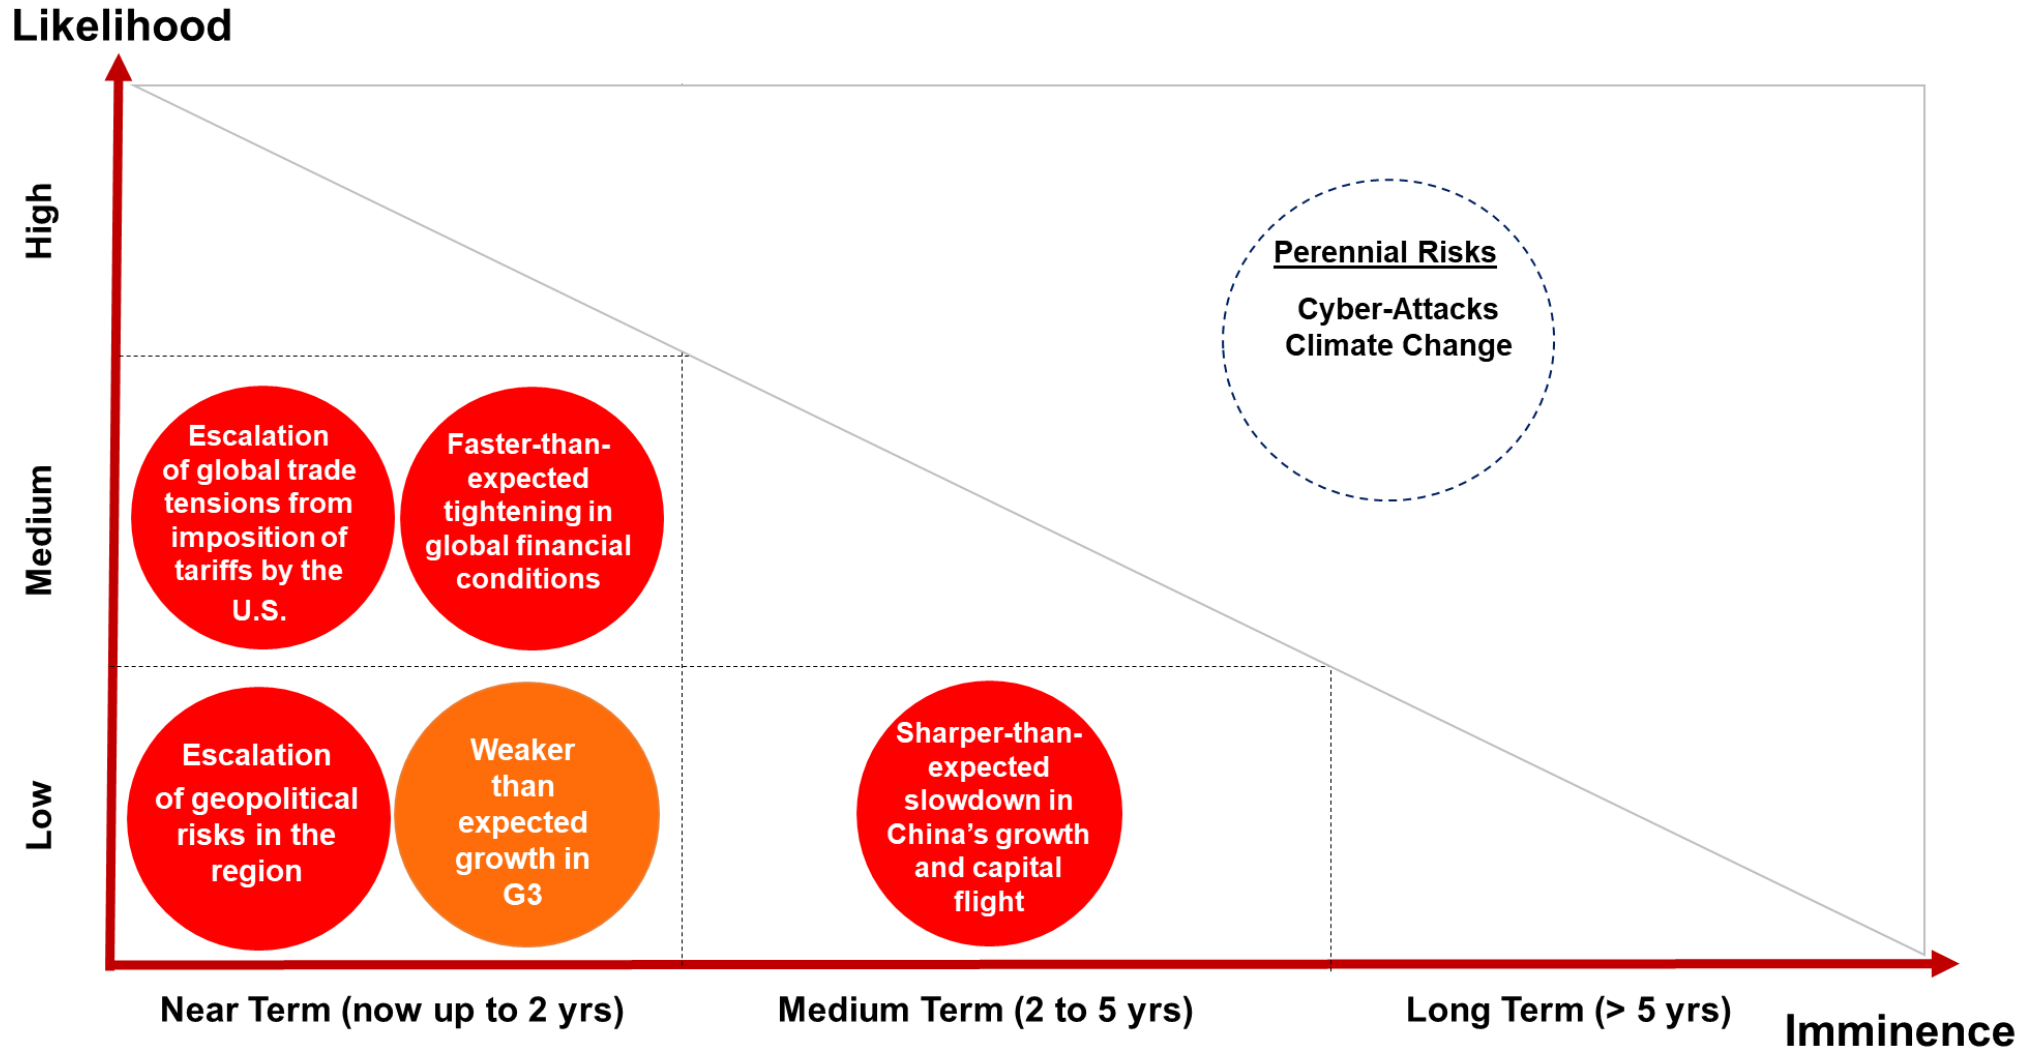 Likelihood
High
Perennial Risks
Cyber-Attacks
Climate Change
Medium
Escalation
of global trade
tensions from
imposition of
tariffs by the
U.S.
Faster-than-
expected
tightening in
global financial
conditions
Low
Escalation
of geopolitical
risks in the
region
Weaker
than
expected
growth in
G3
Sharper-than-
expected
slowdown in
China’s growth
and capital
flight
Near Term (now up to 2 yrs)
Medium Term (2 to 5 yrs)
Long Term (> 5 yrs)
Imminence